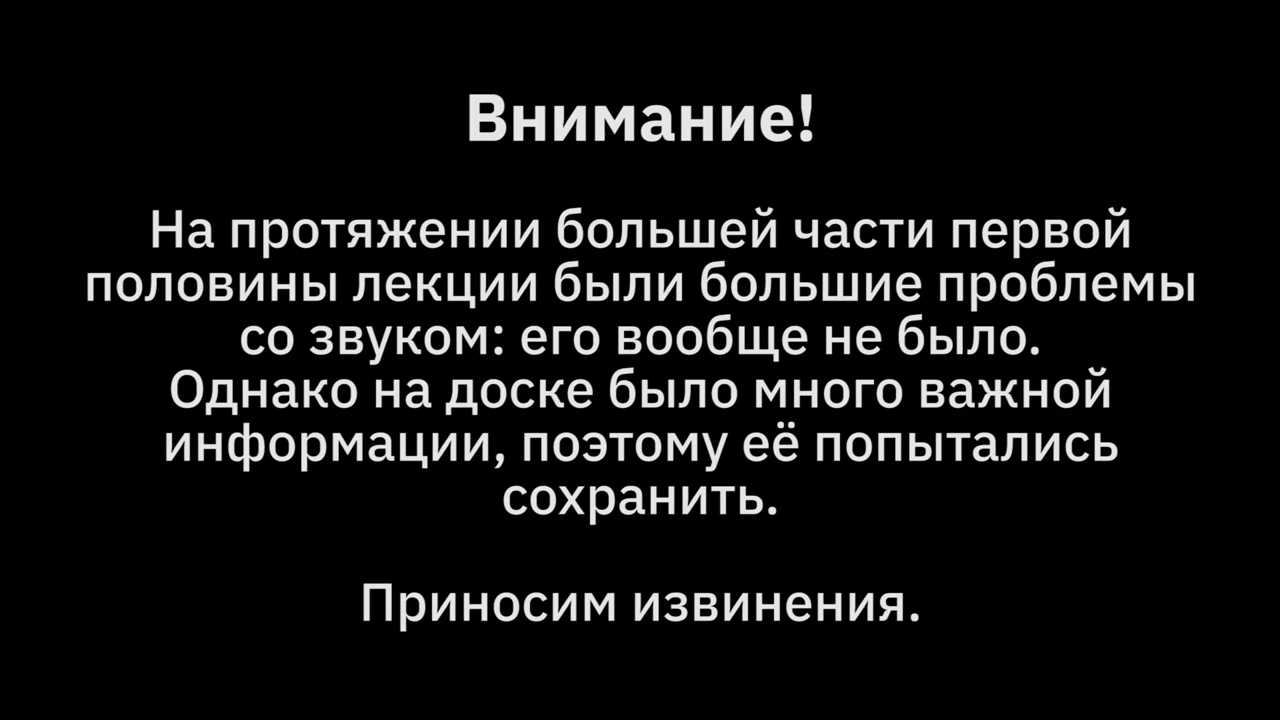 Внимание!
На протяжении большей части первой
половины лекции были большие проблемы
со звуком: его вообще не было.
Однако на доске было много важной
информации, поэтому её попытались
сохранить.
Приносим извинения.